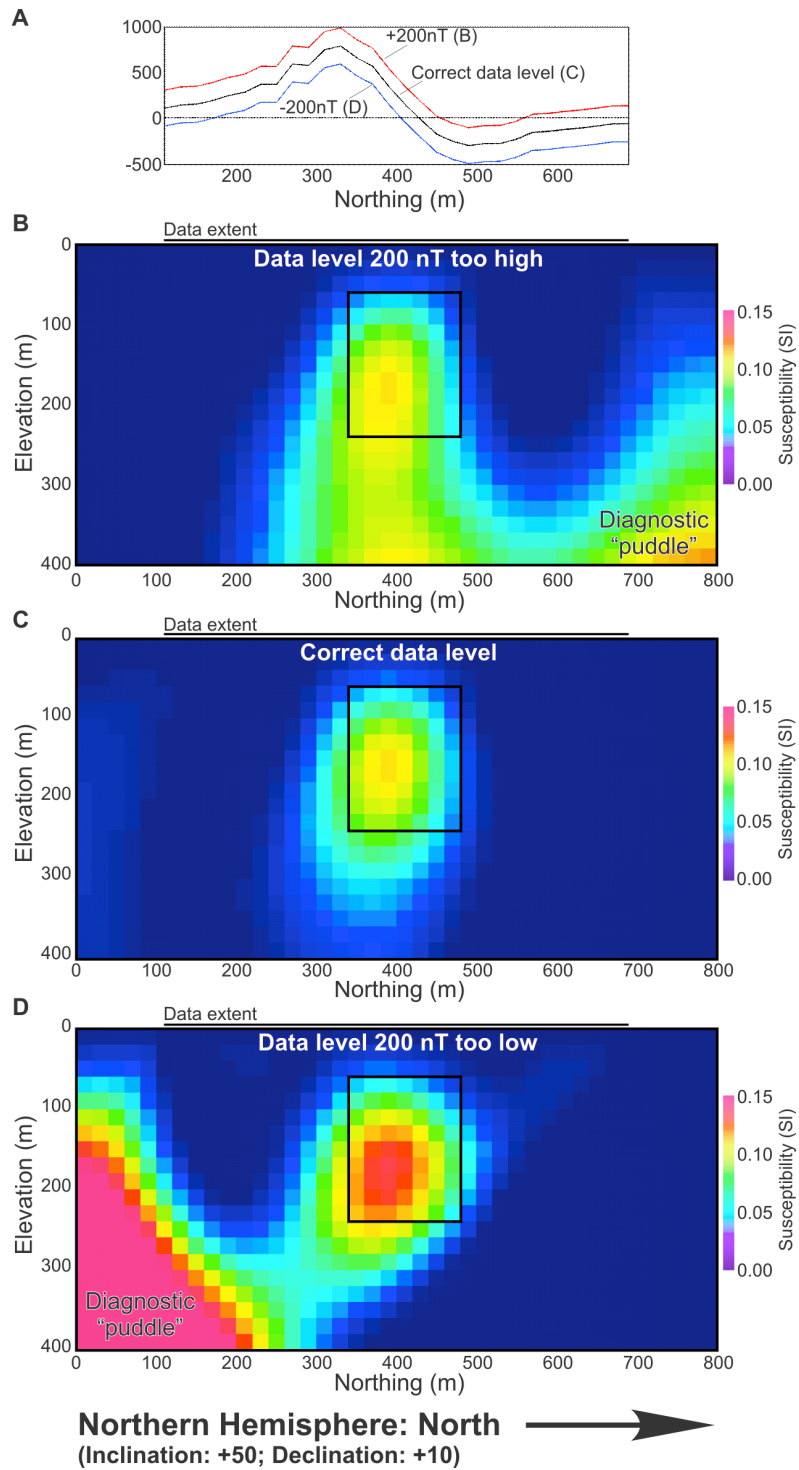 A
1000
500
0
-500
+200nT (B)
Correct data level (C)
-200nT (D)
200
400
600
Northing (m)
B
Data extent
Data level 200 nT too high
0
100
200
300
400
Elevation (m)
Diagnostic
"puddle"
0
100
200
300
400
500
600
700
800
Northing (m)
0.15
0.10
0.05
0.00
Susceptibility (SI)
C
Data extent
Correct data level
0
100
200
300
400
Elevation (m)
0
100
200
300
400
500
600
700
800
Northing (m)
0.15
0.10
0.05
0.00
Susceptibility (SI)
D
Data extent
Data level 200 nT too low
0
100
200
300
400
Elevation (m)
Diagnostic
"puddle"
0
100
200
300
400
500
600
700
800
Northing (m)
0.15
0.10
0.05
0.00
Susceptibility (SI)
Northern Hemisphere: North
(Inclination: +50; Declination: +10)